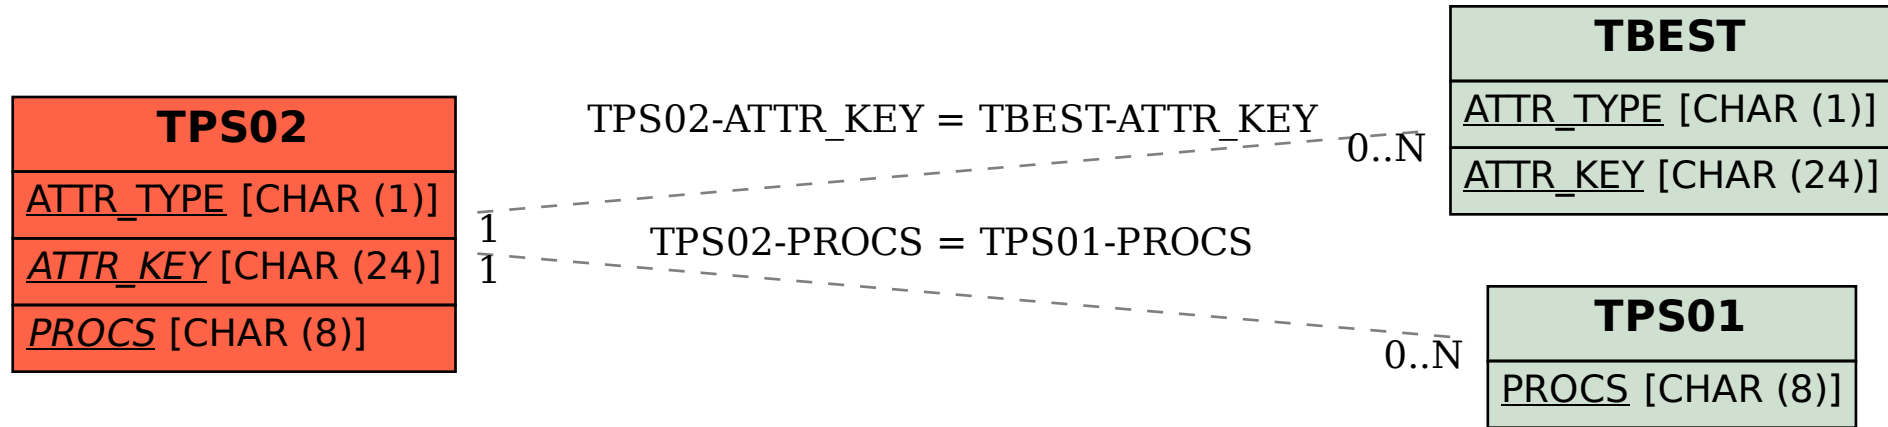 TPS02
ATTR_TYPE [CHAR (1)]
ATTR_KEY [CHAR (24)]
PROCS [CHAR (8)]
TPS02-ATTR_KEY = TBEST-ATTR_KEY
1
0..N
TPS02-PROCS = TPS01-PROCS
1
0..N
TBEST
ATTR_TYPE [CHAR (1)]
ATTR_KEY [CHAR (24)]
TPS01
PROCS [CHAR (8)]